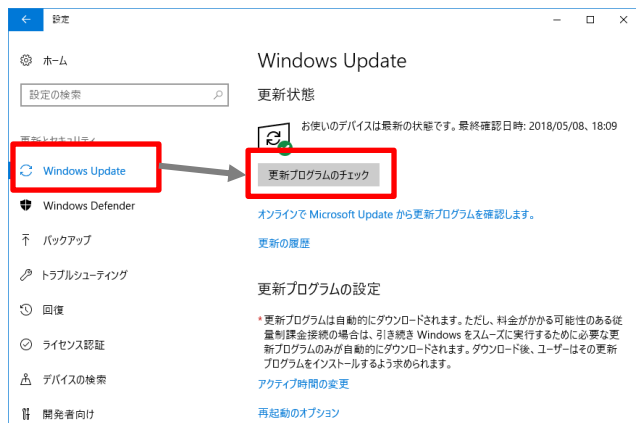 設定
ホーム
設定の検索
更新とセキュリティ
Windows Update
Windows Defender
バックアップ
トラブルシューティング
回復
ライセンス認証
デバイスの検索
開発者向け
Windows Update
更新状態
お使いのデバイスは最新の状態です。最終確認日時: 2018/05/08、18:09
更新プログラムのチェック
オンラインで Microsoft Update から更新プログラムを確認します。
更新の履歴
更新プログラムの設定
*更新プログラムは自動的にダウンロードされます。ただし、料金がかかる可能性のある従
量制課金接続の場合は、引き続き Windows をスムーズに実行するために必要な更
新プログラムのみが自動的にダウンロードされます。ダウンロード後、ユーザーはその更新
プログラムをインストールするよう求められます。
アクティブ時間の変更
再起動のオプション